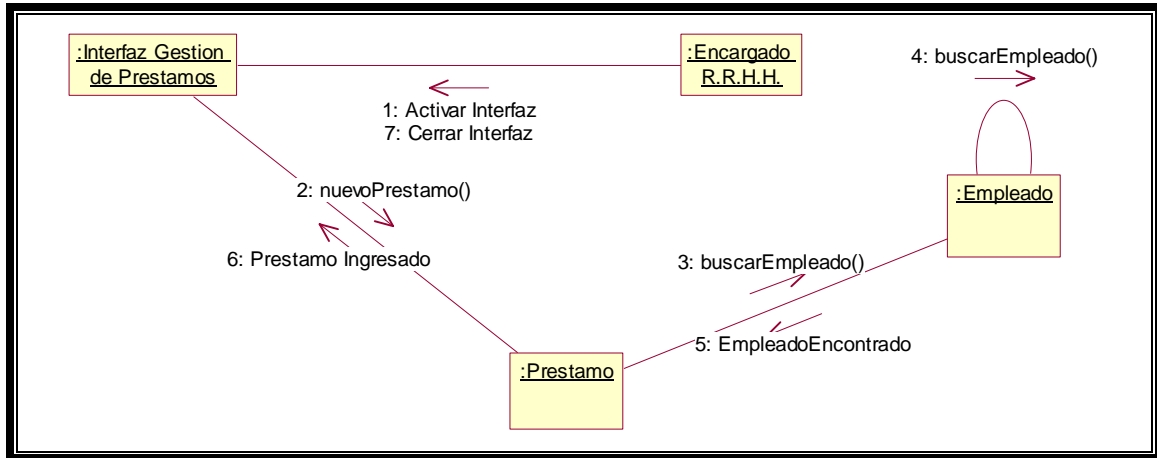 :Interfaz Gestion
de Prestamos
:Encargado
R.R.H.H.
4: buscarEmpleado()
1: Activar Interfaz
7: Cerrar Interfaz
2: nuevoPrestamo()
:Empleado
6: Prestamo Ingresado
3: buscarEmpleado()
5: EmpleadoEncontrado
:Prestamo